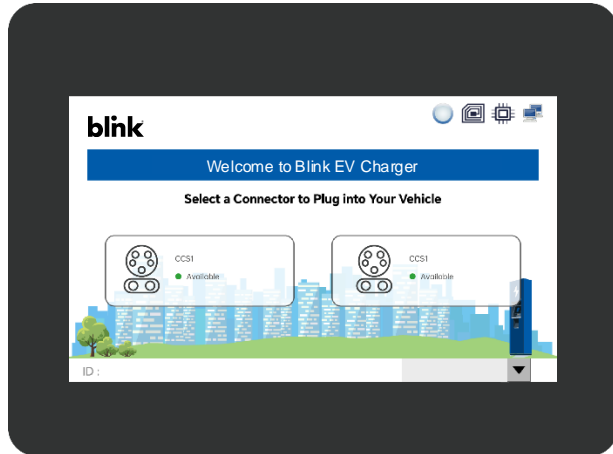 blink
Welcome to Blink EV Charger
Select a Connector to Plug into Your Vehicle
CCS1
Available
CCS1
Available
ID :